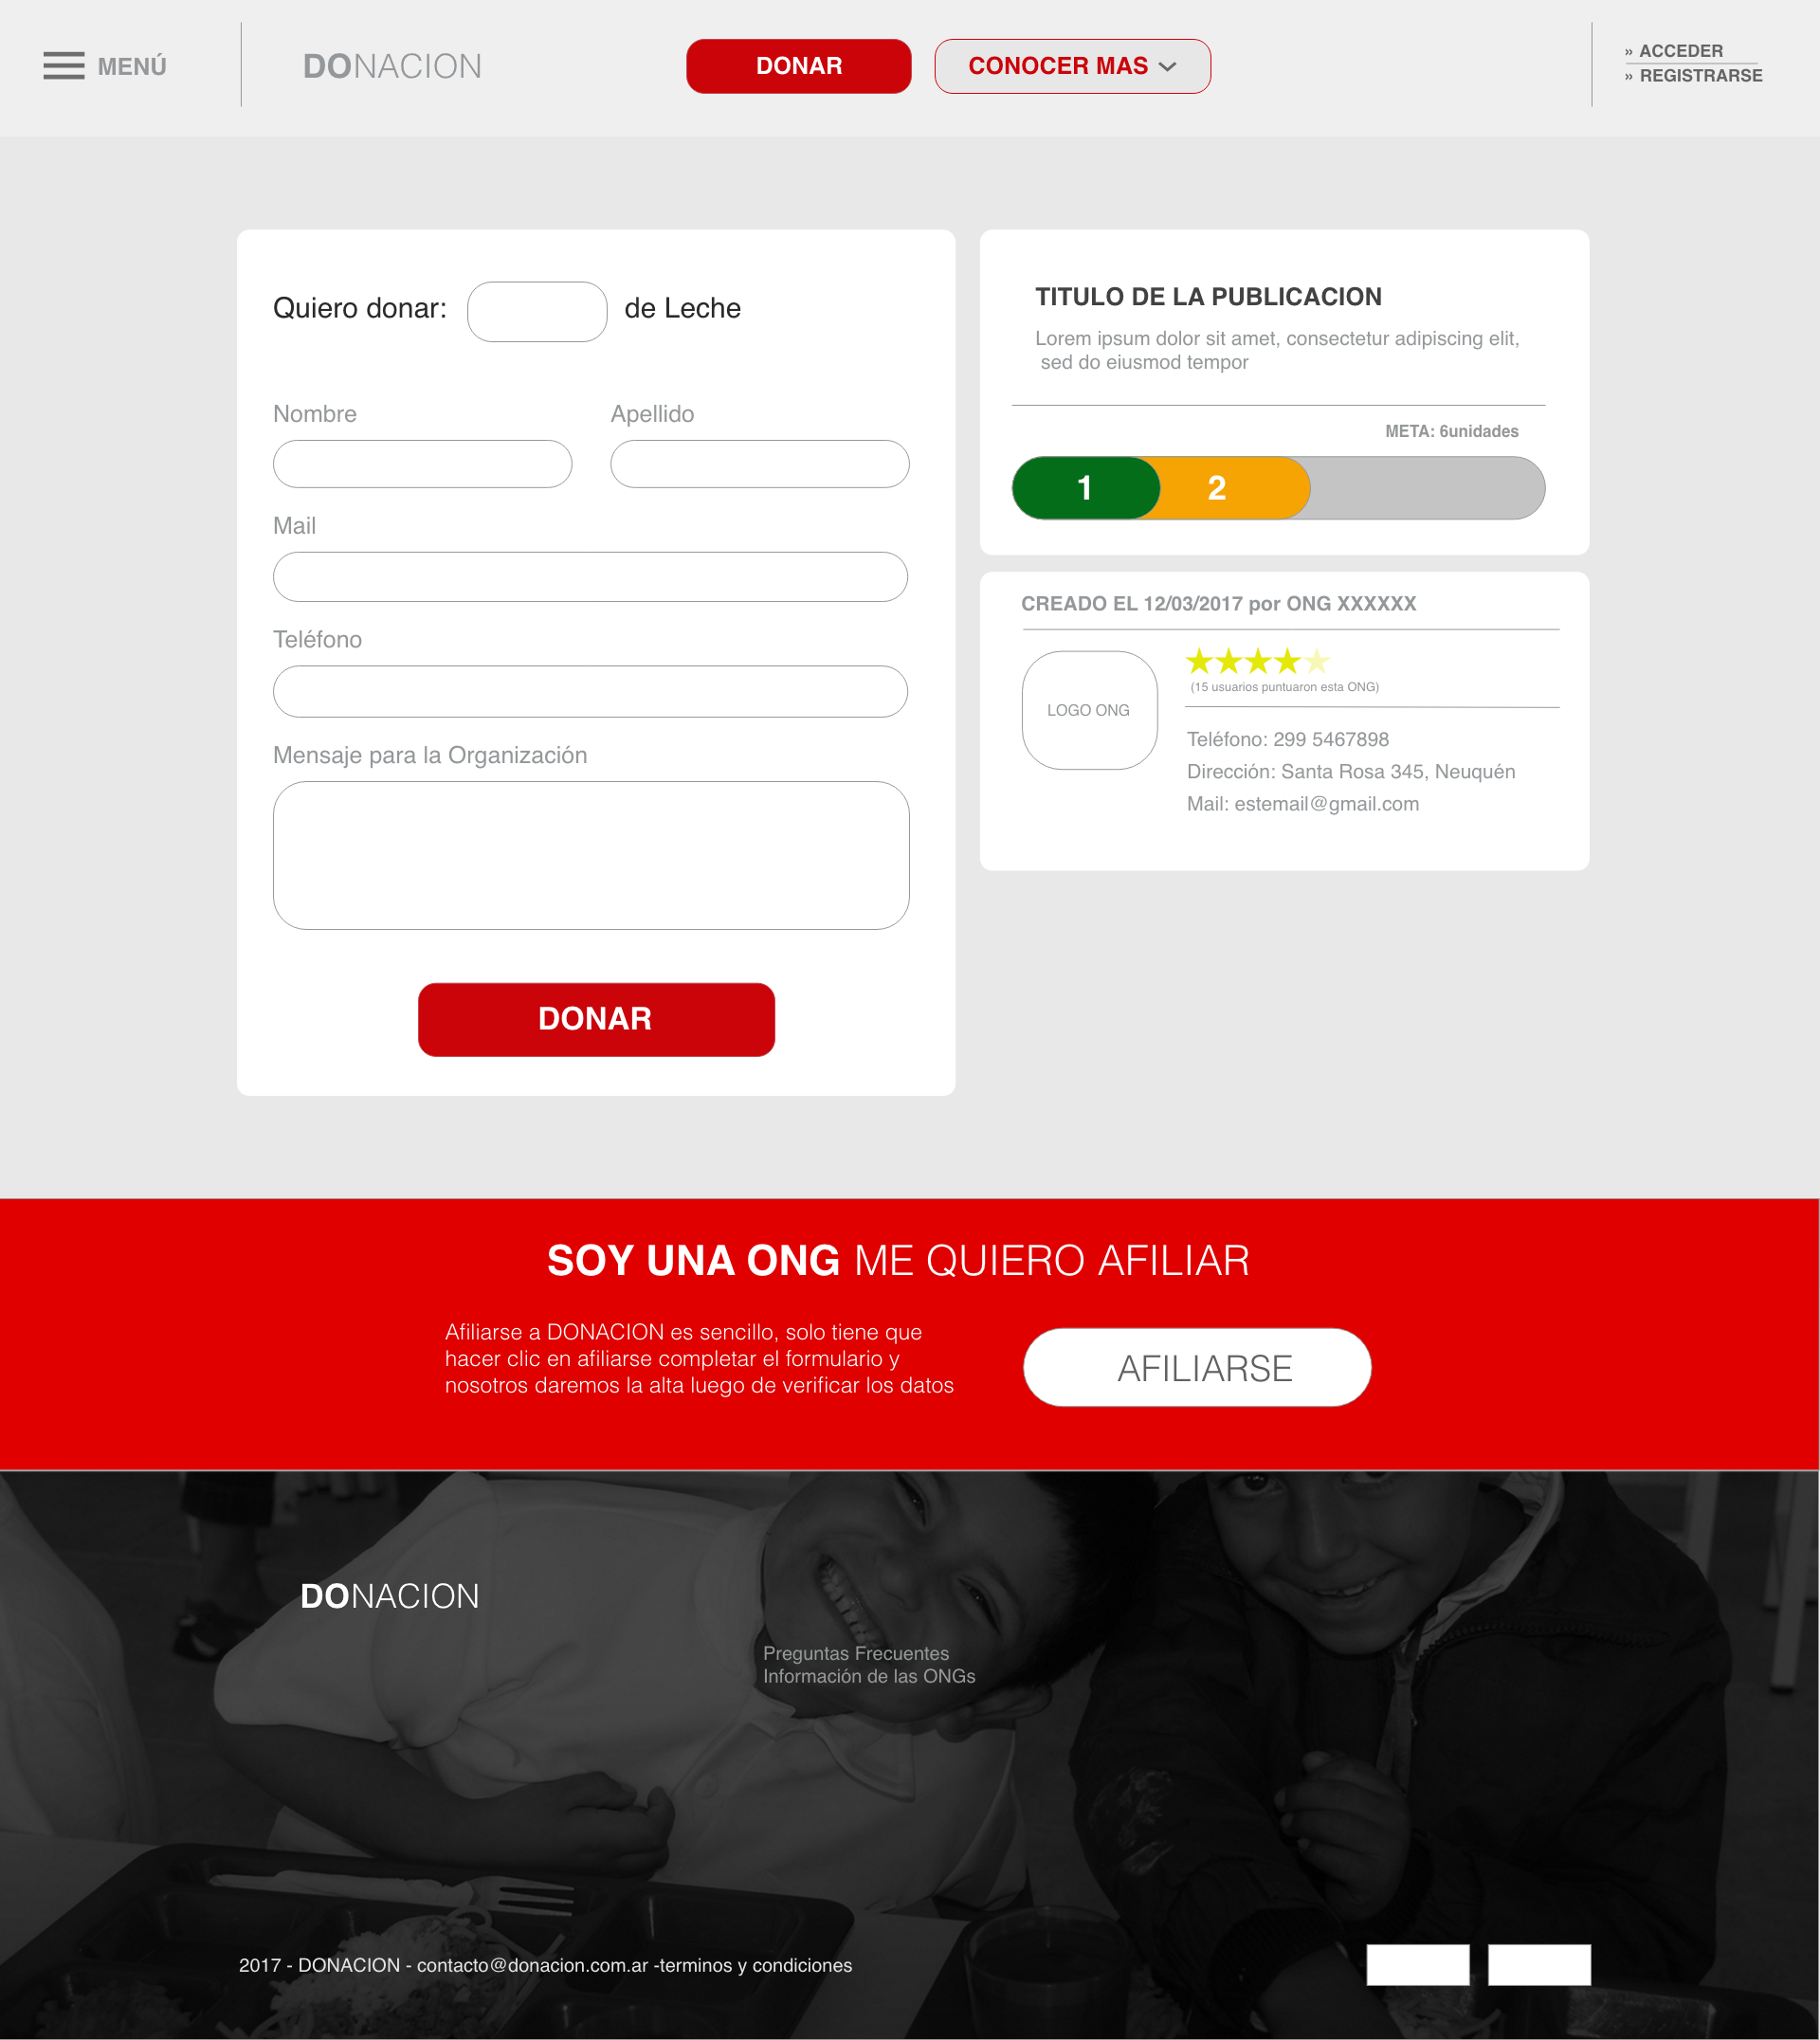 MENÚ
DONACION
DONAR
CONOCER MAS
» ACCEDER
» REGISTRARSE
Quiero donar:
de Leche
Nombre
Apellido
Mail
Teléfono
Mensaje para la Organización
DONAR
TITULO DE LA PUBLICACION
Lorem ipsum dolor sit amet, consectetur adipiscing elit,
sed do eiusmod tempor
META: 6unidades
1
2
CREADO EL 12/03/2017 por ONG XXXXXX
LOGO ONG
(15 usuarios puntuaron esta ONG)
Teléfono: 299 5467898
Dirección: Santa Rosa 345, Neuquén
Mail: estemail@gmail.com
SOY UNA ONG ME QUIERO AFILIAR
Afiliarse a DONACION es sencillo, solo tiene que
hacer clic en afiliarse completar el formulario y
nosotros daremos la alta luego de verificar los datos
AFILIARSE
DONACION
Preguntas Frecuentes
Información de las ONGs
2017 - DONACION - contacto@donacion.com.ar -terminos y condiciones